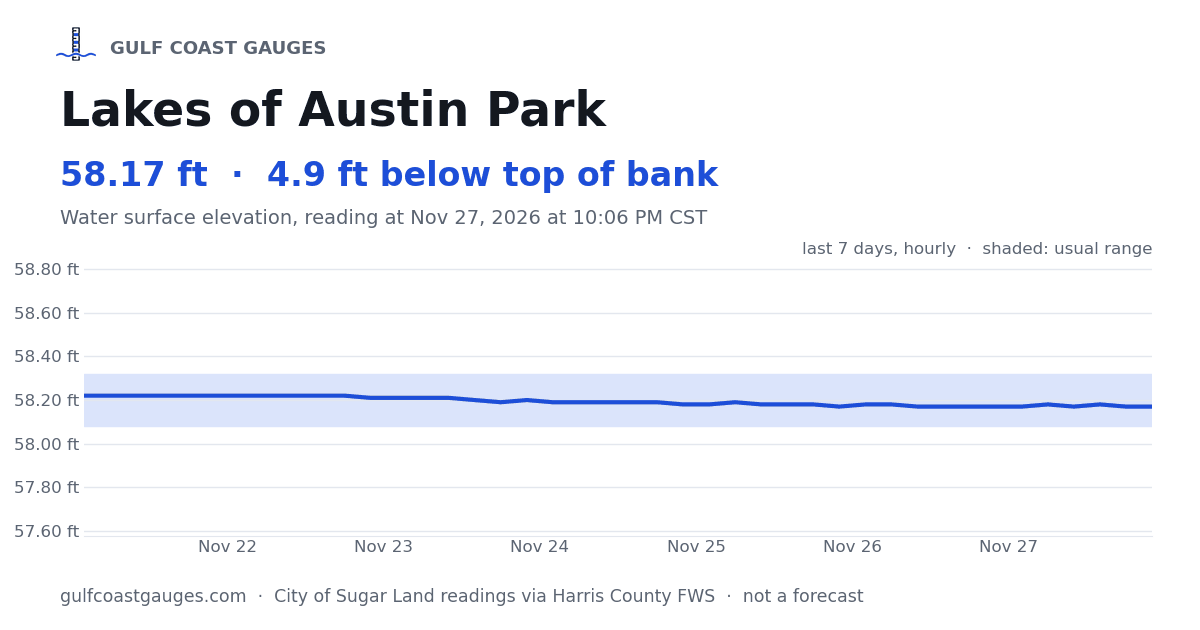 GULF COAST GAUGES
Lakes of Austin Park
58.17 ft · 4.9 ft below top of bank
Water surface elevation, reading at Nov 27, 2026 at 10:06 PM CST
last 7 days, hourly · shaded: usual range
58.80 ft
58.60 ft
58.40 ft
58.20 ft
58.00 ft
57.80 ft
57.60 ft
Nov 22 Nov 23 Nov 24 Nov 25 Nov 26 Nov 27
gulfcoastgauges.com · City of Sugar Land readings via Harris County FWS · not a forecast